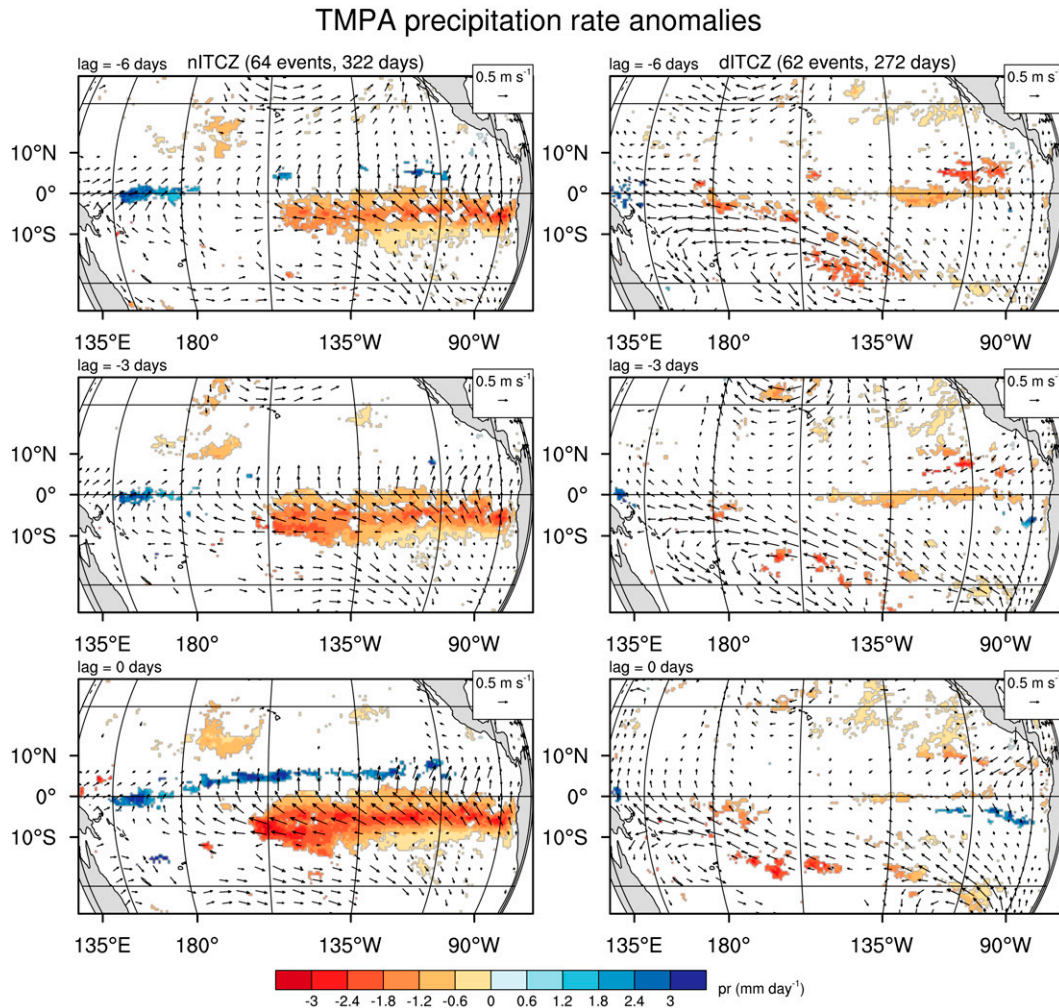 TMPA precipitation rate anomalies
lag = -6 days nITCZ (64 events, 322 days)
0.5 m s⁻¹
lag = -6 days dITCZ (62 events, 272 days)
0.5 m s⁻¹
10°N
0°
10°S
10°N
0°
10°S
135°E 180° 135°W 90°W
135°E 180° 135°W 90°W
lag = -3 days
0.5 m s⁻¹
lag = -3 days
0.5 m s⁻¹
10°N
0°
10°S
10°N
0°
10°S
135°E 180° 135°W 90°W
135°E 180° 135°W 90°W
lag = 0 days
0.5 m s⁻¹
lag = 0 days
0.5 m s⁻¹
10°N
0°
10°S
10°N
0°
10°S
135°E 180° 135°W 90°W
135°E 180° 135°W 90°W
-3 -2.4 -1.8 -1.2 -0.6 0 0.6 1.2 1.8 2.4 3 pr (mm day⁻¹)